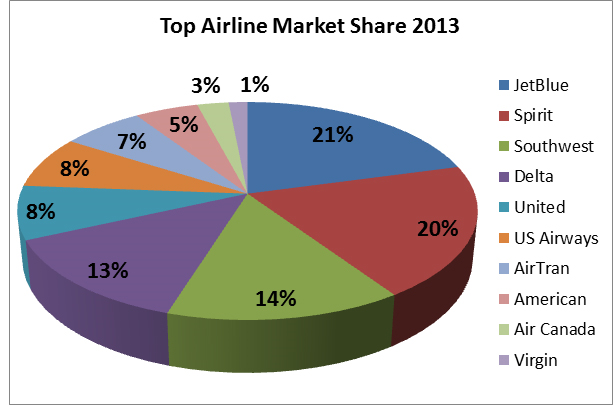 Top Airline Market Share 2013
3%
1%
5%
21%
7%
8%
8%
20%
13%
14%
JetBlue
Spirit
Southwest
Delta
United
US Airways
AirTran
American
Air Canada
Virgin